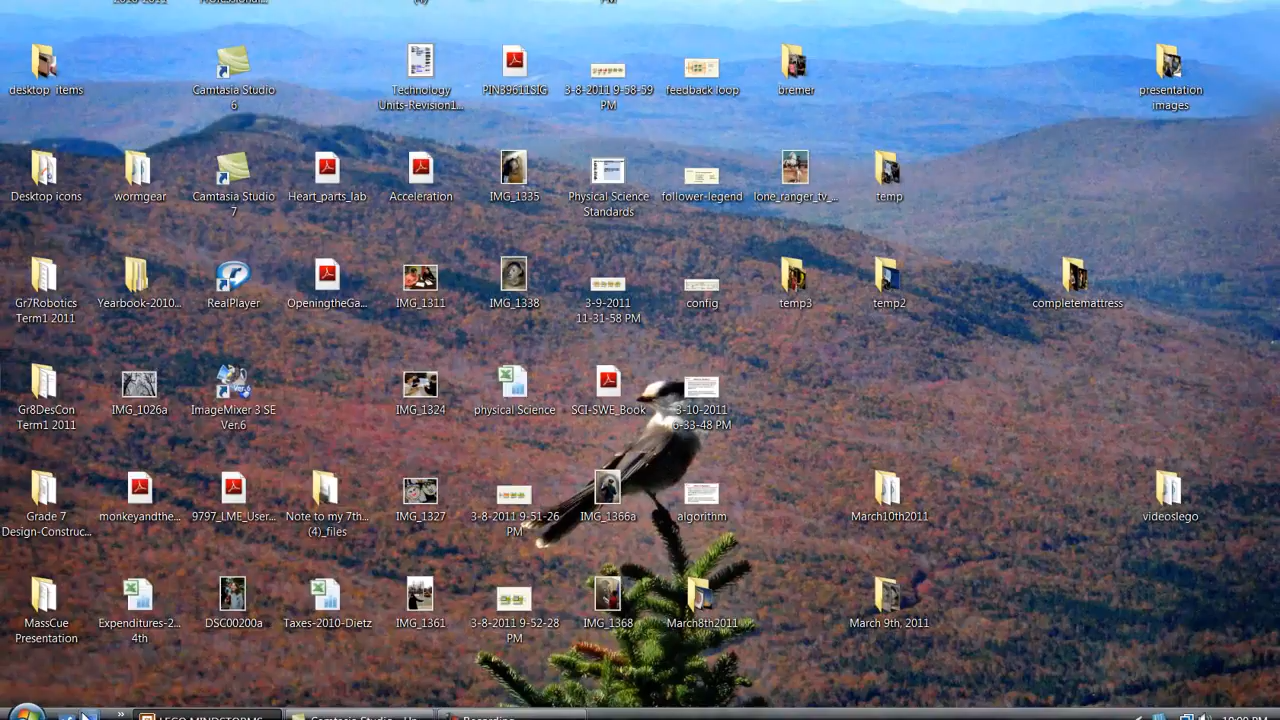 desktop items
Camtasia Studio
6
Technology
Units-Revision1...
PIN89611SIG
3-8-2011 9-58-59
PM
feedback loop
bremer
presentation
images
Desktop icons
wormgear
Camtasia Studio
7
Heart_parts_lab
Acceleration
IMG_1335
Physical Science
Standards
follower-legend
lone_ranger_tv_...
temp
Gr7Robotics
Term1 2011
Yearbook-2010...
RealPlayer
OpeningtheGa...
IMG_1311
IMG_1338
3-9-2011
11-31-58 PM
config
temp3
temp2
completemattress
Gr8DesCon
Term1 2011
IMG_1026a
ImageMixer 3 SE
Ver.6
IMG_1324
physical Science
SCI-SWE_Book
3-10-2011
6-33-48 PM
Grade 7
Design-Construc...
monkeyandthe...
9797_LME_User...
Note to my 7th...
(4)_files
IMG_1327
3-8-2011 9-51-26
PM
IMG_1366a
algorithm
March10th2011
videoslego
MassCue
Presentation
Expenditures-2...
4th
DSC00200a
Taxes-2010-Dietz
IMG_1361
3-8-2011 9-52-28
PM
IMG_1368
March8th2011
March 9th, 2011
LEGO MINDSTORMS
Camtasia Studio - Un...
Recording...
10:09 PM